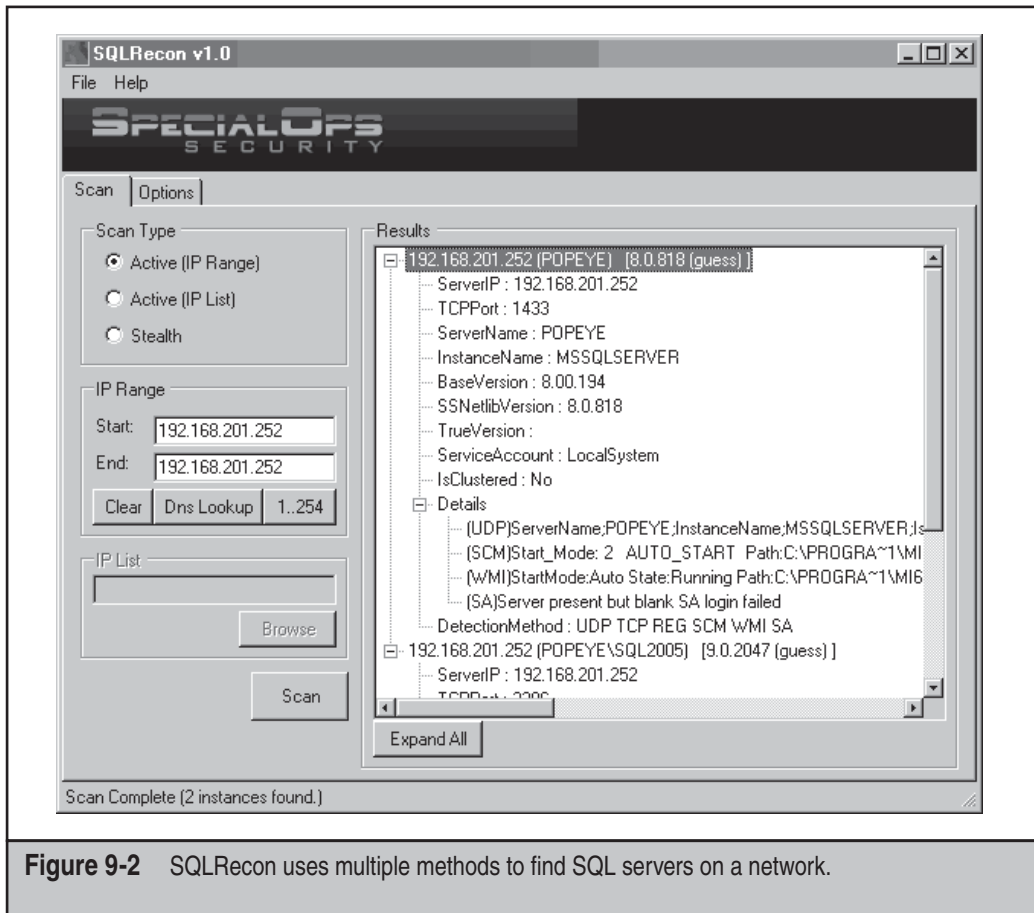 SQLRecon v1.0
File Help
SPECIALOPS
SECURITY
Scan Options
Scan Type
Active (IP Range)
Active (IP List)
Stealth
IP Range
Start: 192.168.201.252
End: 192.168.201.252
Clear Dns Lookup 1..254
IP List
Browse
Scan
Results
192.168.201.252 (POPEYE) [8.0.818 (guess) ]
ServerIP : 192.168.201.252
TCPPort : 1433
ServerName : POPEYE
InstanceName : MSSQLSERVER
BaseVersion : 8.00.194
SSNetlibVersion : 8.0.818
TrueVersion :
ServiceAccount : LocalSystem
IsClustered : No
Details
(UDP)ServerName;POPEYE;InstanceName;MSSQLSERVER;Is
(SCM)Start_Mode: 2 AUTO_START Path:C:\PROGRA~1\MI
(WMI)StartMode:Auto State:Running Path:C:\PROGRA~1\MI6
(SA)Server present but blank SA login failed
DetectionMethod : UDP TCP REG SCM WMI SA
192.168.201.252 (POPEYE\SQL2005) [9.0.2047 (guess) ]
ServerIP : 192.168.201.252
Expand All
Scan Complete (2 instances found.)
Figure 9-2 SQLRecon uses multiple methods to find SQL servers on a network.